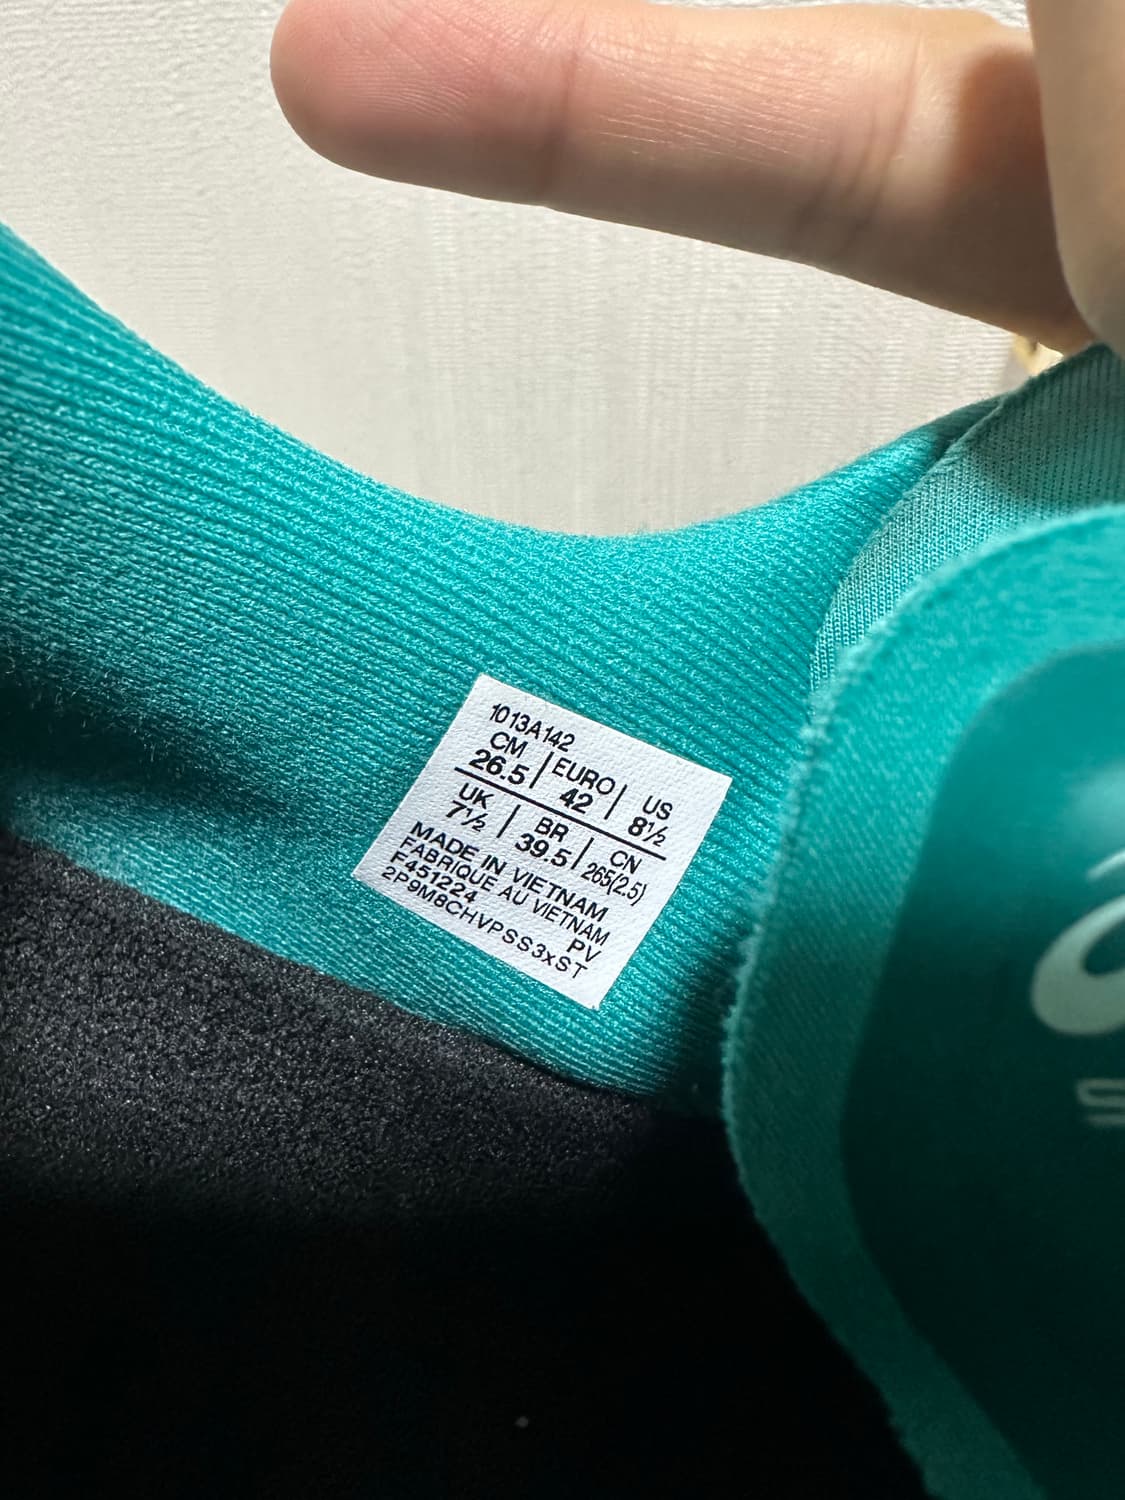 1013A142
CM | EURO | US
26.5 | 42 | 8½
UK | BR | CN
7½ | 39.5 | 265(2.5)
MADE IN VIETNAM
FABRIQUE AU VIETNAM
F451224 PV
2P9M8CHVPSS3xST